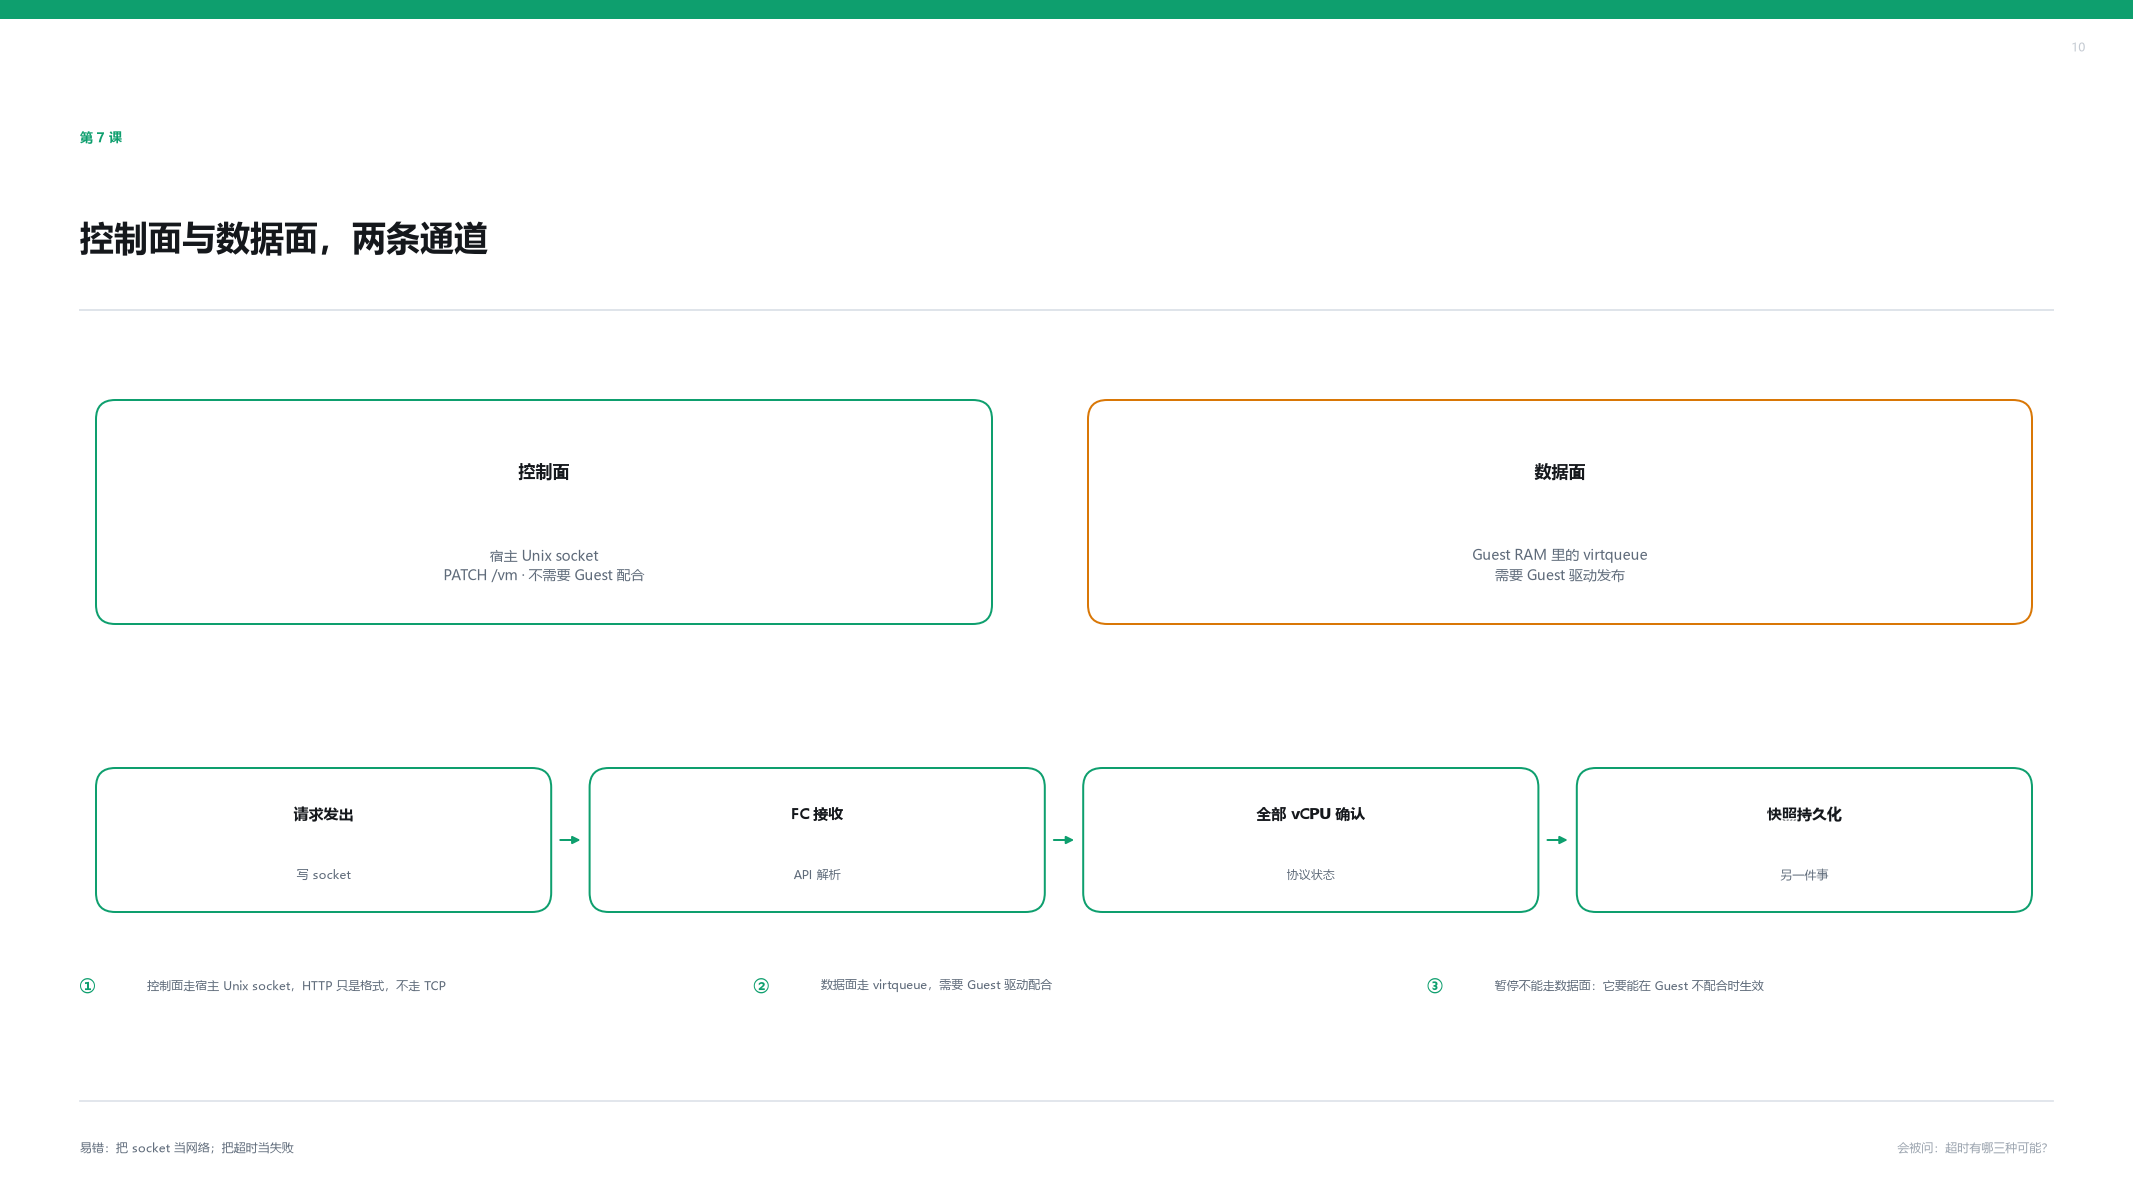 10
第 7 课
控制面与数据面，两条通道
控制面
宿主 Unix socket
PATCH /vm · 不需要 Guest 配合
数据面
Guest RAM 里的 virtqueue
需要 Guest 驱动发布
请求发出
写 socket
FC 接收
API 解析
全部 vCPU 确认
协议状态
快照持久化
另一件事
① 控制面走宿主 Unix socket，HTTP 只是格式，不走 TCP
② 数据面走 virtqueue，需要 Guest 驱动配合
③ 暂停不能走数据面：它要能在 Guest 不配合时生效
易错：把 socket 当网络；把超时当失败
会被问：超时有哪三种可能？